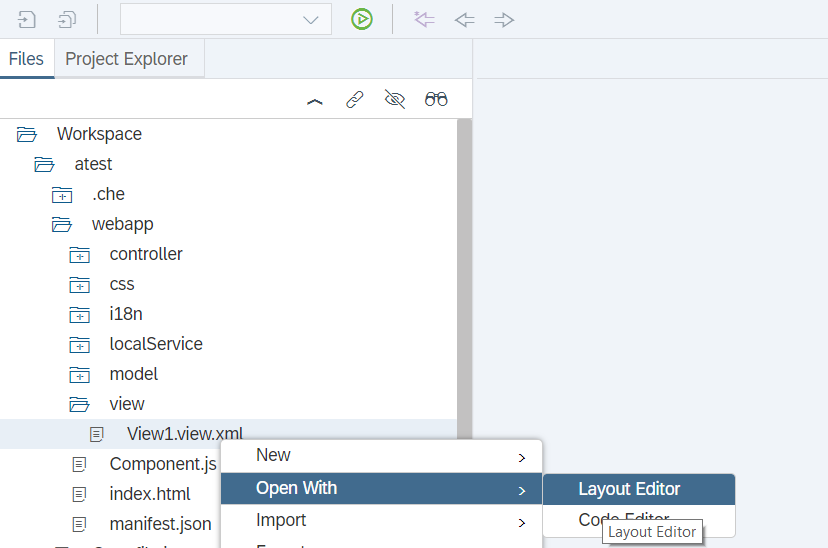 Files Project Explorer
Workspace
atest
.che
webapp
controller
css
i18n
localService
model
view
View1.view.xml
New
Component.js
Open With
Layout Editor
index.html
Import
Code Editor
manifest.json
Layout Editor